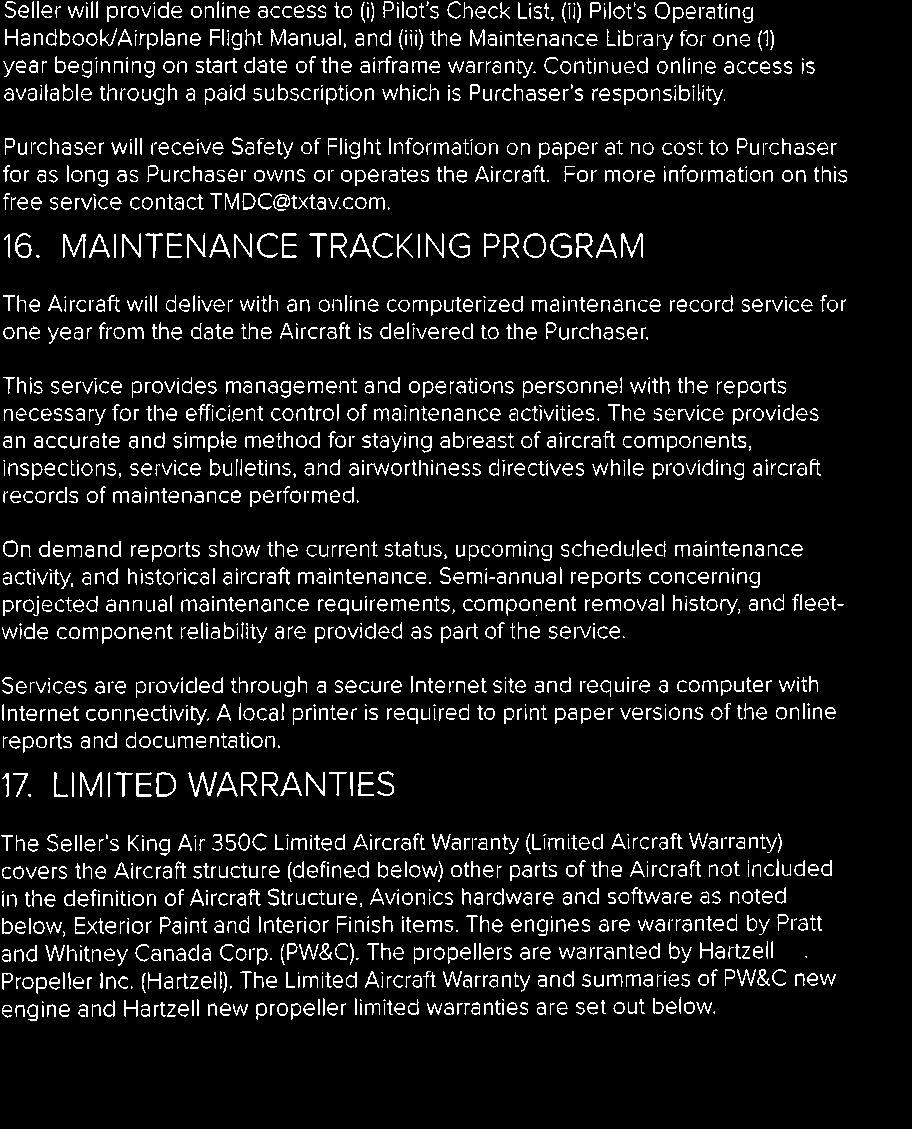 Seller will provide online access to (i) Pilot's Check List, (ii) Pilot's Operating
Handbook/Airplane Flight Manual, and (iii) the Maintenance Library for one (1)
year beginning on start date of the airframe warranty. Continued online access is
available through a paid subscription which is Purchaser's responsibility.
Purchaser will receive Safety of Flight Information on paper at no cost to Purchaser
for as long as Purchaser owns or operates the Aircraft. For more information on this
free service contact TMDC@txtav.com.
16. MAINTENANCE TRACKING PROGRAM
The Aircraft will deliver with an online computerized maintenance record service for
one year from the date the Aircraft is delivered to the Purchaser.
This service provides management and operations personnel with the reports
necessary for the efficient control of maintenance activities. The service provides
an accurate and simple method for staying abreast of aircraft components,
inspections, service bulletins, and airworthiness directives while providing aircraft
records of maintenance performed.
On demand reports show the current status, upcoming scheduled maintenance
activity, and historical aircraft maintenance. Semi-annual reports concerning
projected annual maintenance requirements, component removal history, and fleet-
wide component reliability are provided as part of the service.
Services are provided through a secure Internet site and require a computer with
Internet connectivity. A local printer is required to print paper versions of the online
reports and documentation.
17. LIMITED WARRANTIES
The Seller's King Air 350C Limited Aircraft Warranty (Limited Aircraft Warranty)
covers the Aircraft structure (defined below) other parts of the Aircraft not included
in the definition of Aircraft Structure, Avionics hardware and software as noted
below, Exterior Paint and Interior Finish items. The engines are warranted by Pratt
and Whitney Canada Corp. (PW&C). The propellers are warranted by Hartzell .
Propeller Inc. (Hartzell). The Limited Aircraft Warranty and summaries of PW&C new
engine and Hartzell new propeller limited warranties are set out below.